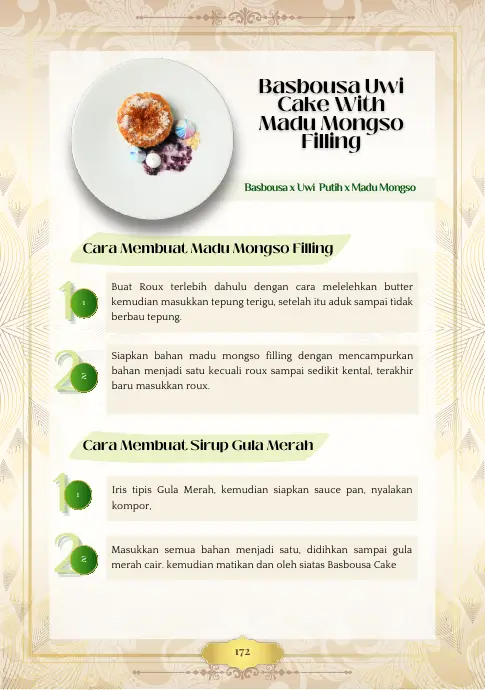 Basbousa Uwi
Cake With
Madu Mongso
Filling
Basbousa x Uwi Putih x Madu Mongso
Cara Membuat Madu Mongso Filling
1
1
Buat Roux terlebih dahulu dengan cara melelehkan butter
kemudian masukkan tepung terigu, setelah itu aduk sampai tidak
berbau tepung.
2
2
Siapkan bahan madu mongso filling dengan mencampurkan
bahan menjadi satu kecuali roux sampai sedikit kental, terakhir
baru masukkan roux.
Cara Membuat Sirup Gula Merah
1
1
Iris tipis Gula Merah, kemudian siapkan sauce pan, nyalakan
kompor,
2
2
Masukkan semua bahan menjadi satu, didihkan sampai gula
merah cair. kemudian matikan dan oleh siatas Basbousa Cake
172